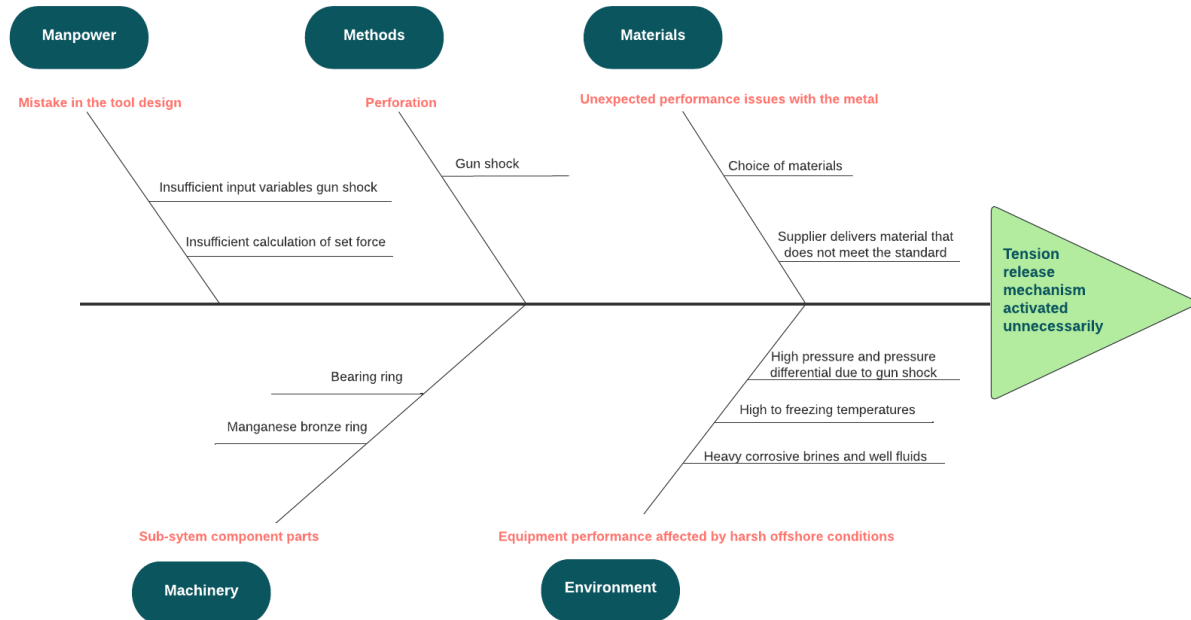 Manpower
Methods
Materials
Mistake in the tool design
Perforation
Unexpected performance issues with the metal
Gun shock
Choice of materials
Insufficient input variables gun shock
Insufficient calculation of set force
Supplier delivers material that
does not meet the standard
Tension
release
mechanism
activated
unnecessarily
High pressure and pressure
differential due to gun shock
Bearing ring
High to freezing temperatures
Manganese bronze ring
Heavy corrosive brines and well fluids
Sub-sytem component parts
Equipment performance affected by harsh offshore conditions
Machinery
Environment